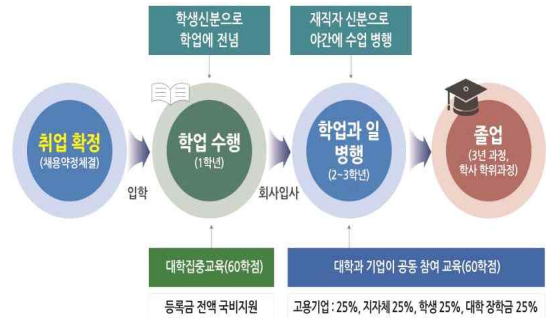 학생신분으로
학업에 전념
재직자 신분으로
야간에 수업 병행
취업 확정
(채용약정체결)
입학
학업 수행
(1학년)
회사입사
학업과 일
병행
(2~3학년)
졸업
(3년 과정,
학사 학위과정)
대학집중교육(60학점)
대학과 기업이 공동 참여 교육(60학점)
등록금 전액 국비지원
고용기업 : 25%, 지자체 25%, 학생 25%, 대학 장학금 25%